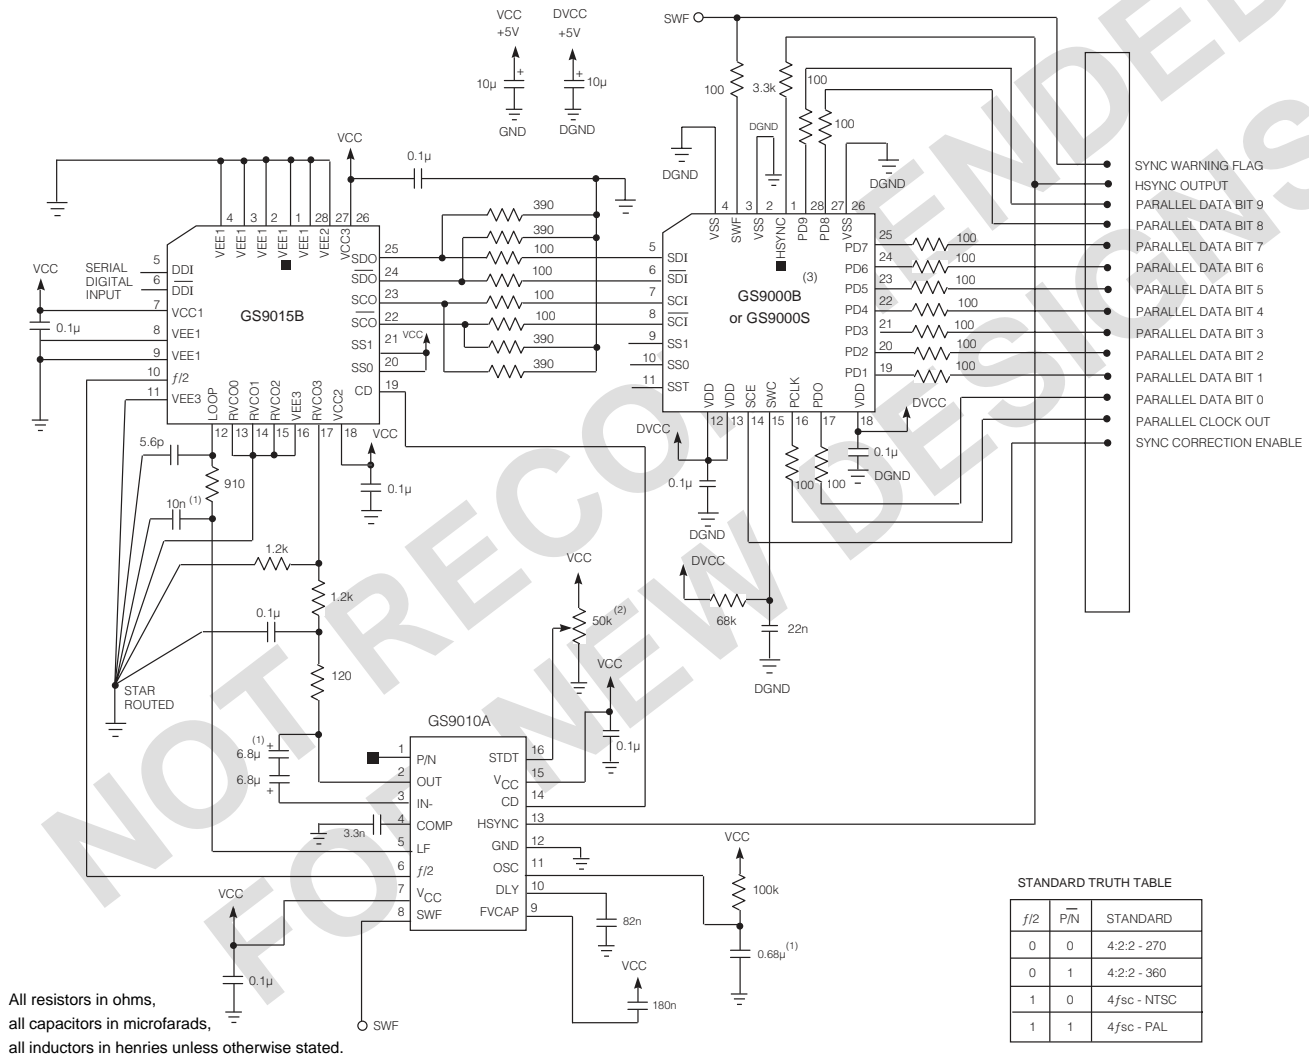 NOT RECOMMENDED
FOR NEW DESIGNS
VCC
+5V
DVCC
+5V
10µ
+
10µ
+
GND
DGND
SWF
100
3.3k
100
100
DGND
DGND
DGND
VCC
0.1µ
4 3 2 1 28 27 26
VEE1
VEE1
VEE1
VEE1
VEE1
VEE2
VCC3
390
390
100
100
100
100
390
390
VCC
0.1µ
SERIAL
DIGITAL
INPUT
5 DDI
6 DDI
7 VCC1
8 VEE1
9 VEE1
10 ƒ/2
11 VEE3
GS9015B
SDO 25
SDO 24
SCO 23
SCO 22
SS1 21
SS0 20
CD 19
VCC
LOOP
RVCO0
RVCO1
RVCO2
VEE3
RVCO3
VCC2
12 13 14 15 16 17 18
VCC
0.1µ
4 3 2 1 28 27 26
VSS
SWF
VSS
HSYNC
PD9
PD8
VSS
5 SDI
6 SDI
7 SCI
8 SCI
9 SS1
10 SS0
11 SST
(3)
GS9000B
or GS9000S
PD7 25 100
PD6 24 100
PD5 23 100
PD4 22 100
PD3 21 100
PD2 20 100
PD1 19 100
VDD
VDD
SCE
SWC
PCLK
PDO
VDD
12 13 14 15 16 17 18
DVCC
0.1µ
DGND
DVCC
0.1µ
DGND
100
100
SYNC WARNING FLAG
HSYNC OUTPUT
PARALLEL DATA BIT 9
PARALLEL DATA BIT 8
PARALLEL DATA BIT 7
PARALLEL DATA BIT 6
PARALLEL DATA BIT 5
PARALLEL DATA BIT 4
PARALLEL DATA BIT 3
PARALLEL DATA BIT 2
PARALLEL DATA BIT 1
PARALLEL DATA BIT 0
PARALLEL CLOCK OUT
SYNC CORRECTION ENABLE
5.6p
910
10n (1)
1.2k
1.2k
0.1µ
120
STAR
ROUTED
DVCC
68k
22n
DGND
VCC
50k (2)
VCC
0.1µ
(1)
6.8µ +
6.8µ
+
3.3n
GS9010A
1 P/N
2 OUT
3 IN-
4 COMP
5 LF
6 ƒ/2
7 VCC
8 SWF
STDT 16
VCC 15
CD 14
HSYNC 13
GND 12
OSC 11
DLY 10
FVCAP 9
VCC
0.1µ
SWF
82n
VCC
180n
VCC
100k
0.68µ (1)
STANDARD TRUTH TABLE
ƒ/2 P/N STANDARD
0 0 4:2:2 - 270
0 1 4:2:2 - 360
1 0 4ƒsc - NTSC
1 1 4ƒsc - PAL
All resistors in ohms,
all capacitors in microfarads,
all inductors in henries unless otherwise stated.